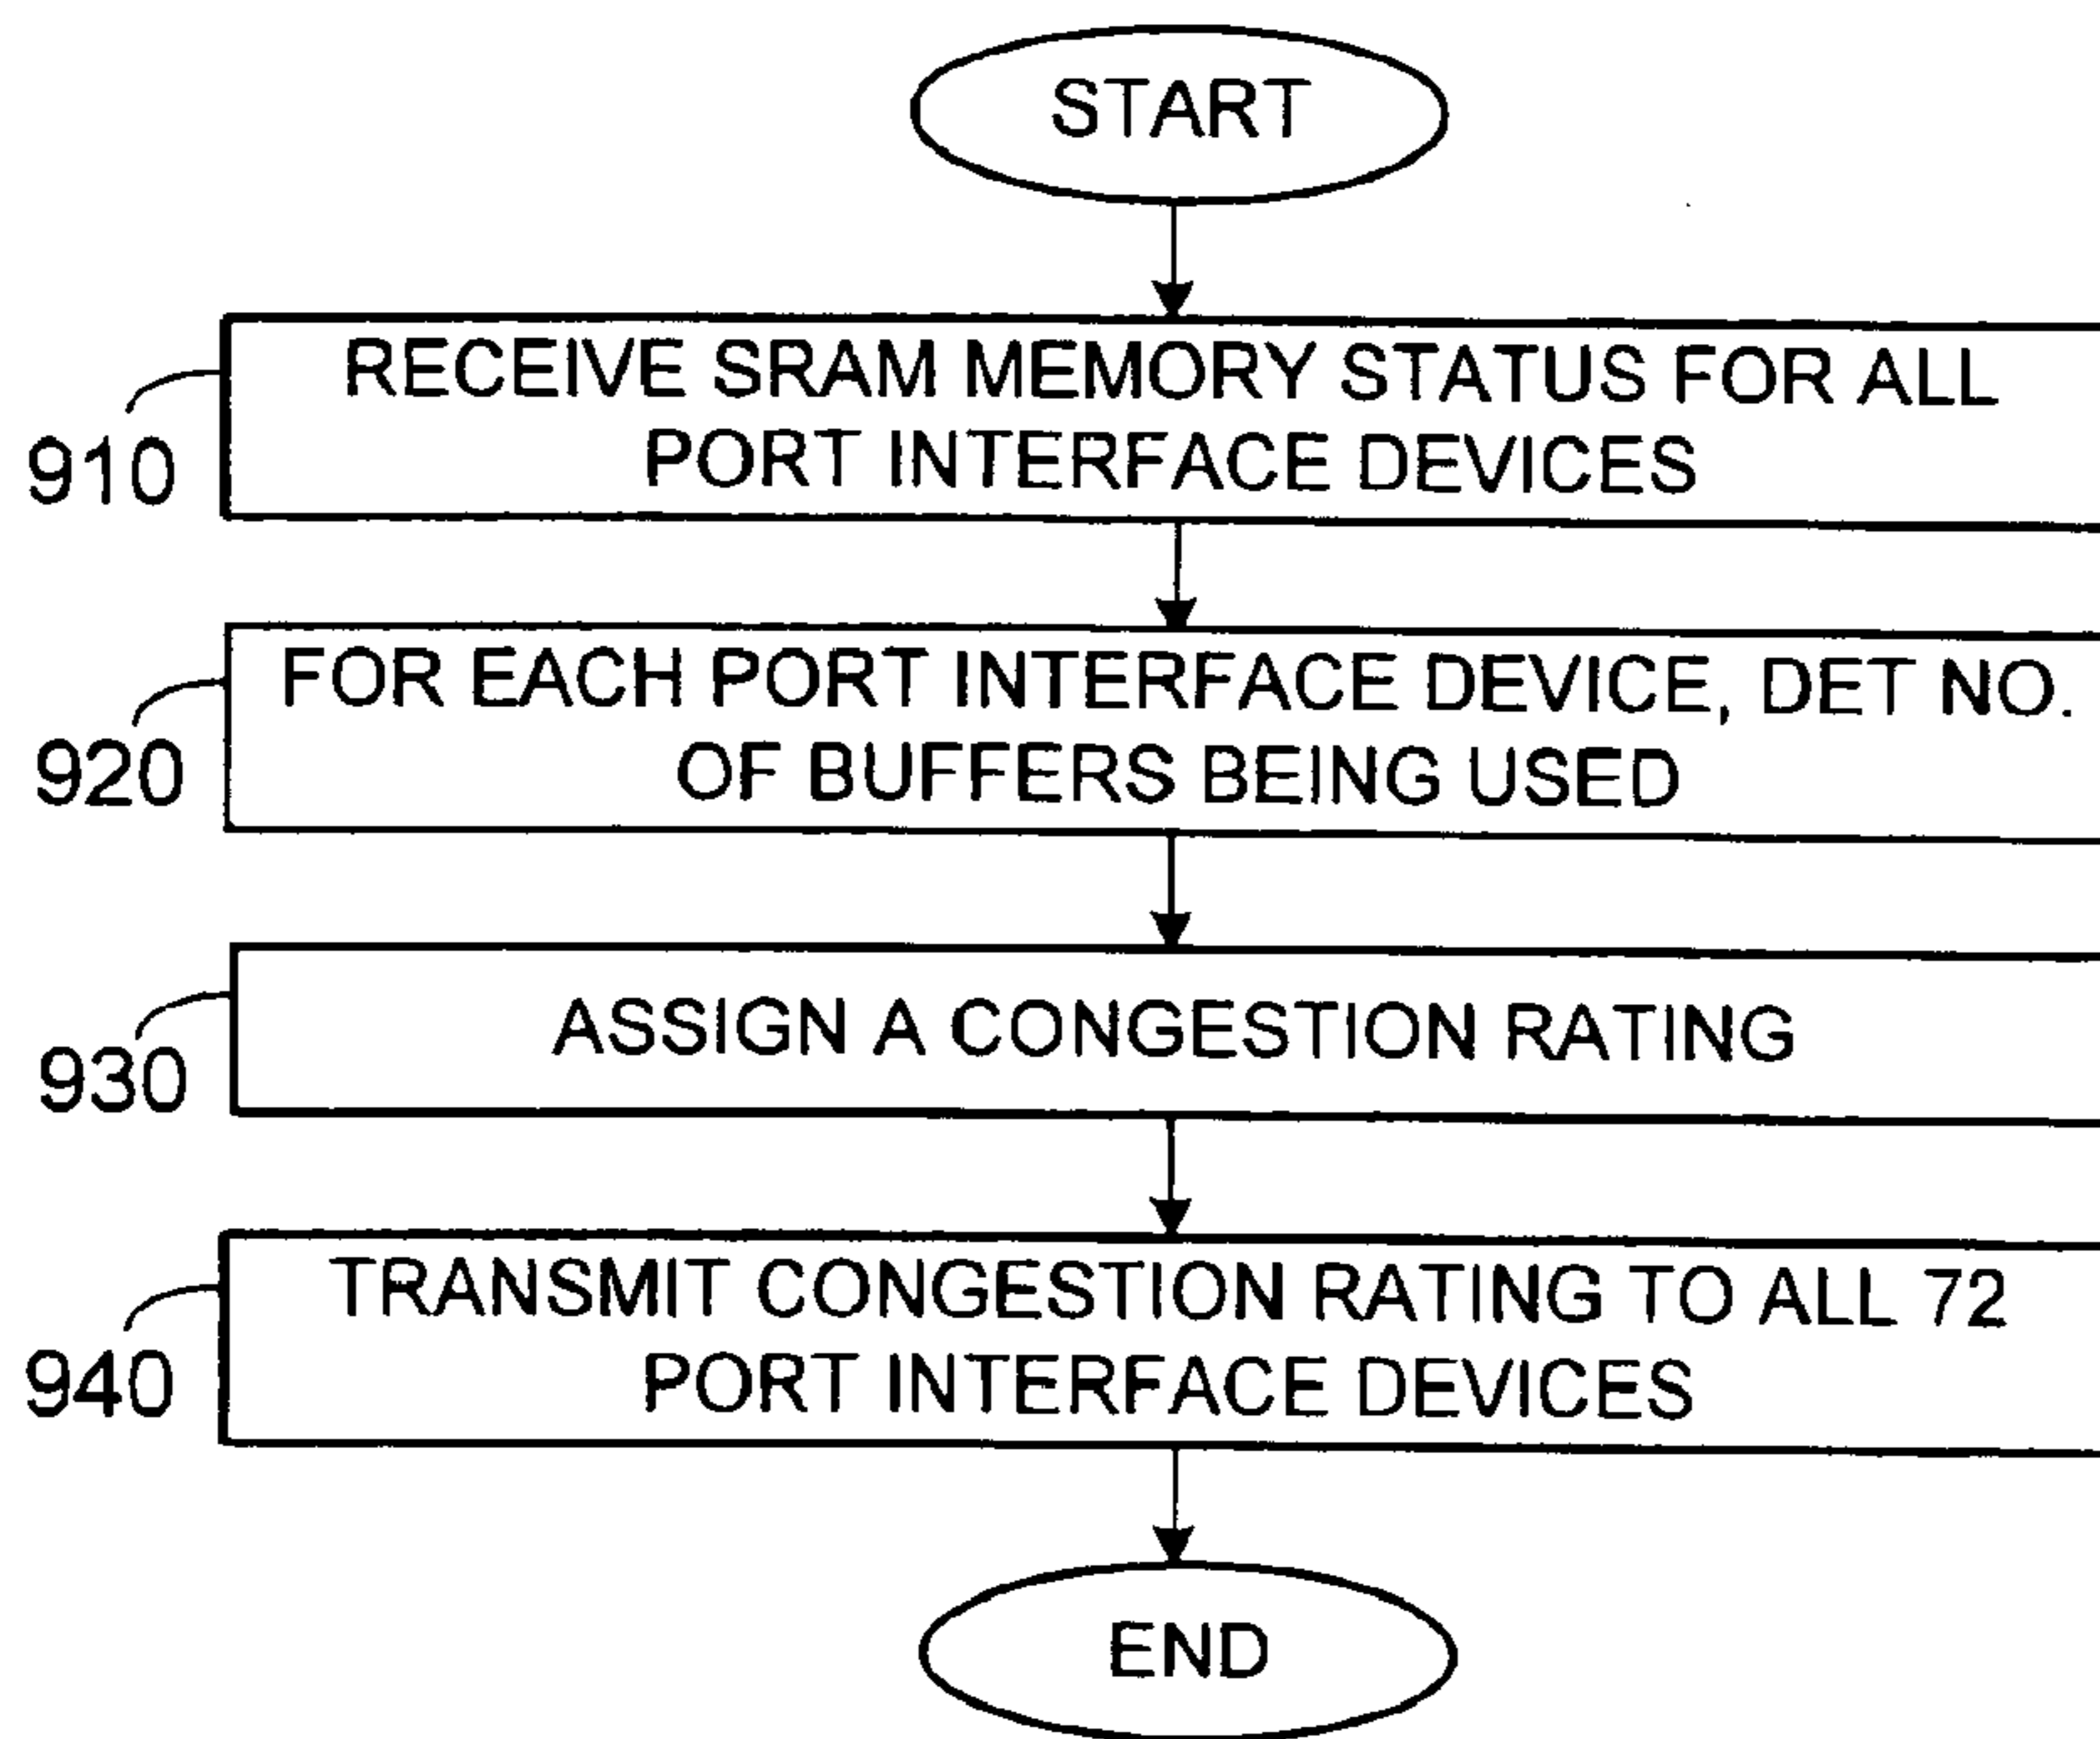 START
RECEIVE SRAM MEMORY STATUS FOR ALL
PORT INTERFACE DEVICES
910
FOR EACH PORT INTERFACE DEVICE, DET NO.
OF BUFFERS BEING USED
920
ASSIGN A CONGESTION RATING
930
TRANSMIT CONGESTION RATING TO ALL 72
PORT INTERFACE DEVICES
940
END